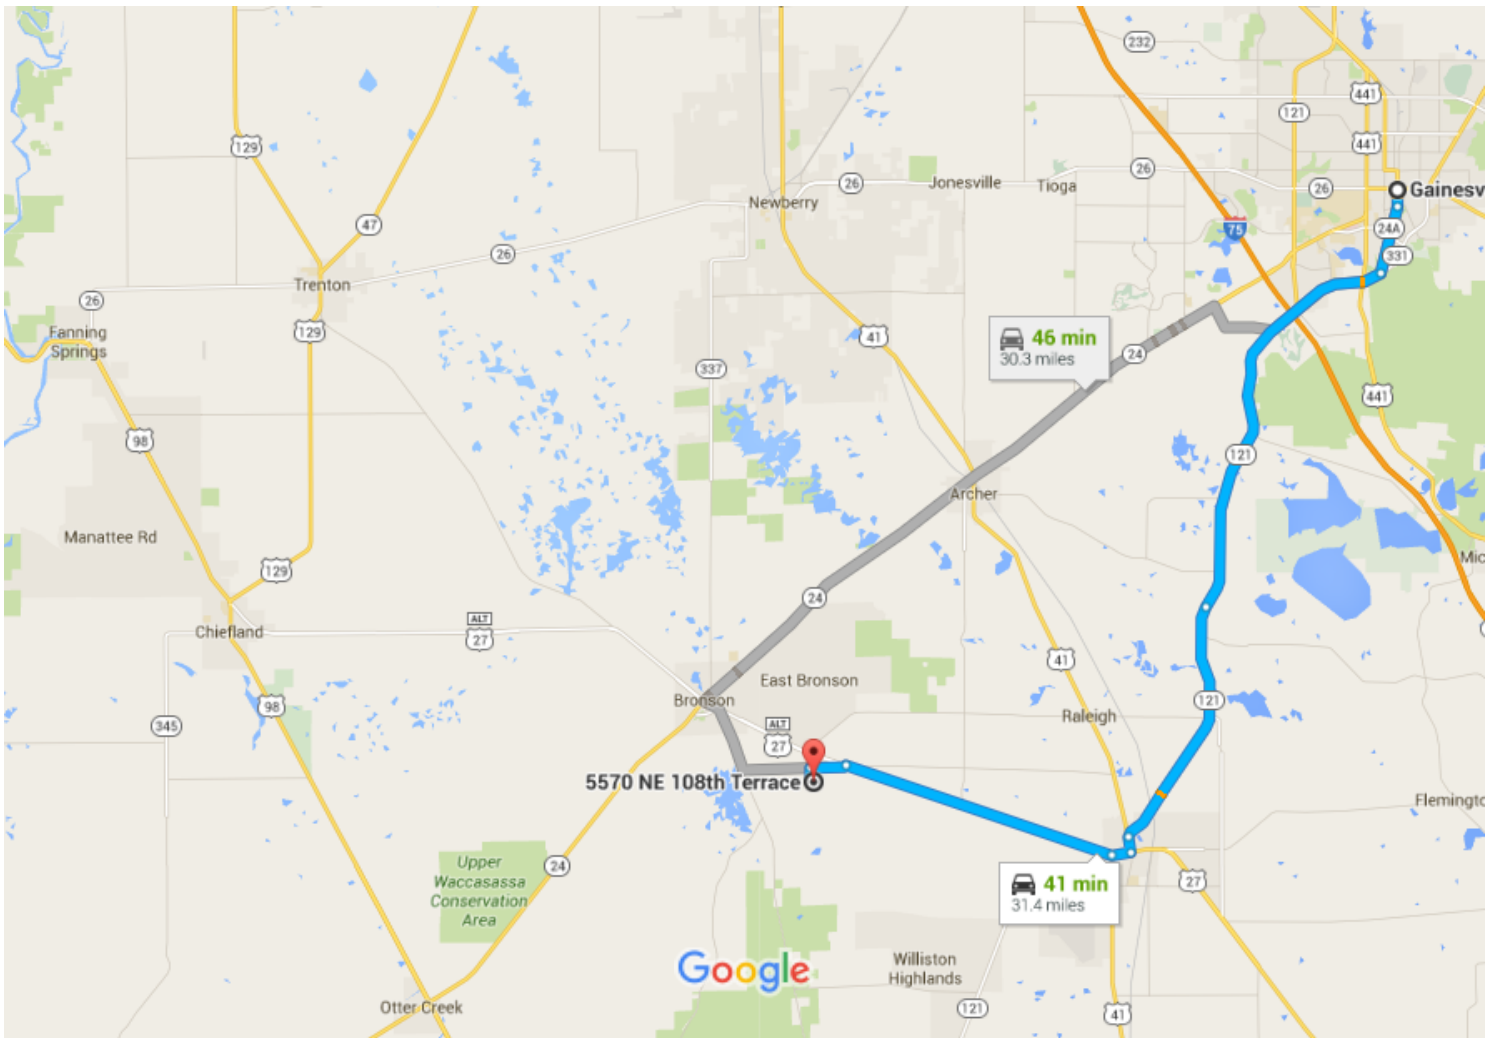 232
441
121
129
441
26
26
Jonesville
Tioga
26
Gainesv
Newberry
47
24A
75
26
331
Trenton
26
Fanning
Springs
129
46 min
30.3 miles
41
24
337
441
98
121
Archer
Manattee Rd
Mic
129
24
ALT
27
Chiefland
41
East Bronson
Bronson
121
98
Raleigh
345
ALT
27
5570 NE 108th Terrace
Flemingto
Upper
Waccasassa
Conservation
Area
24
27
41 min
31.4 miles
Williston
Highlands
Google
Otter Creek
121
41